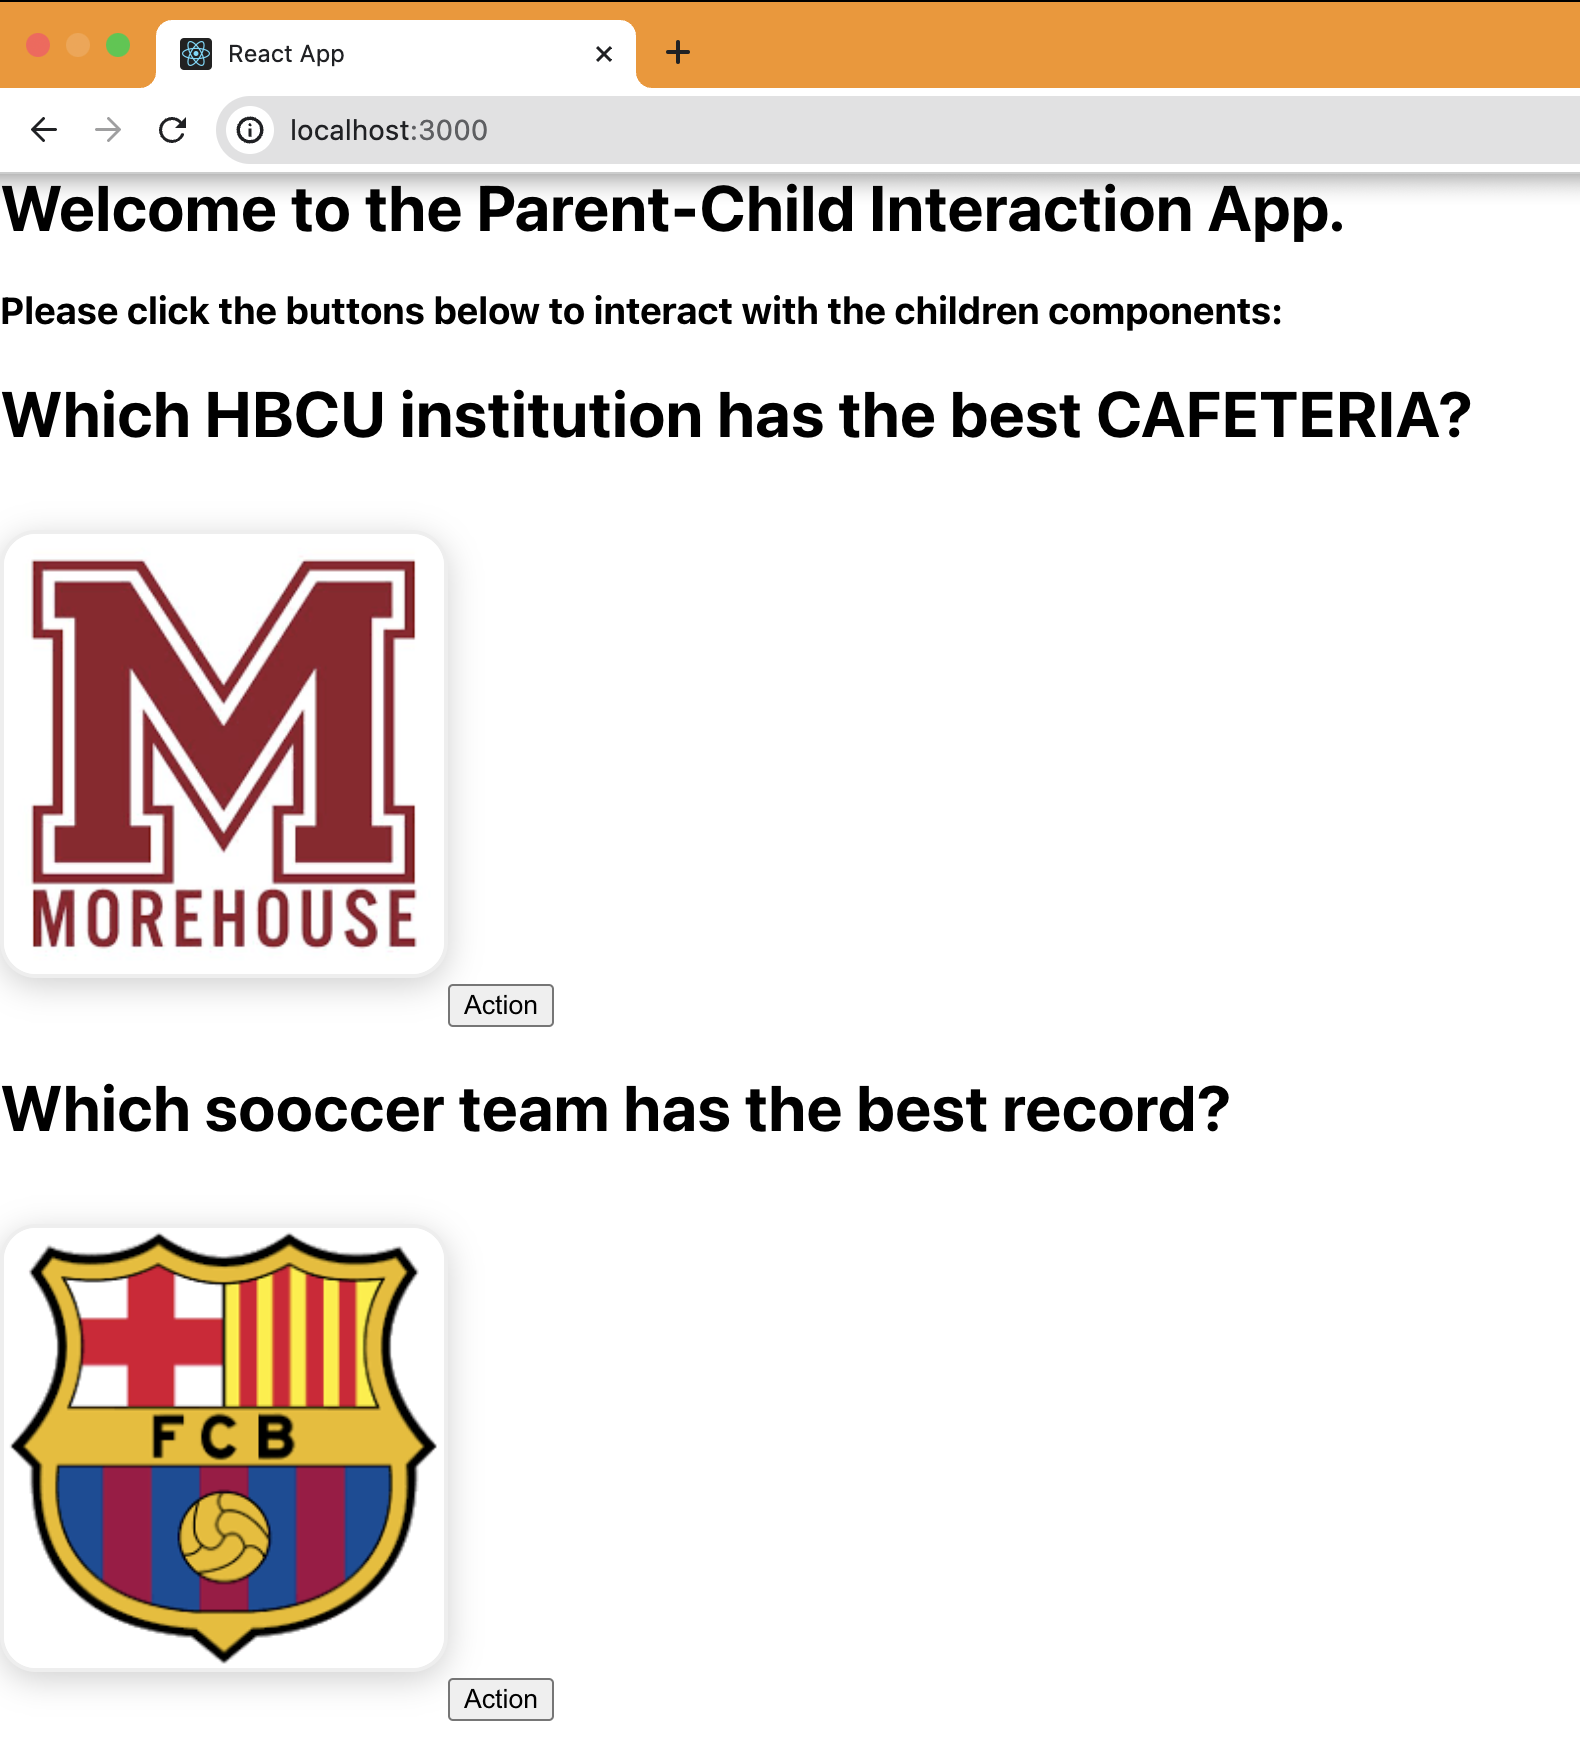 React App
localhost:3000
Welcome to the Parent-Child Interaction App.
Please click the buttons below to interact with the children components:
Which HBCU institution has the best CAFETERIA?
M
MOREHOUSE
Action
Which sooccer team has the best record?
FCB
Action